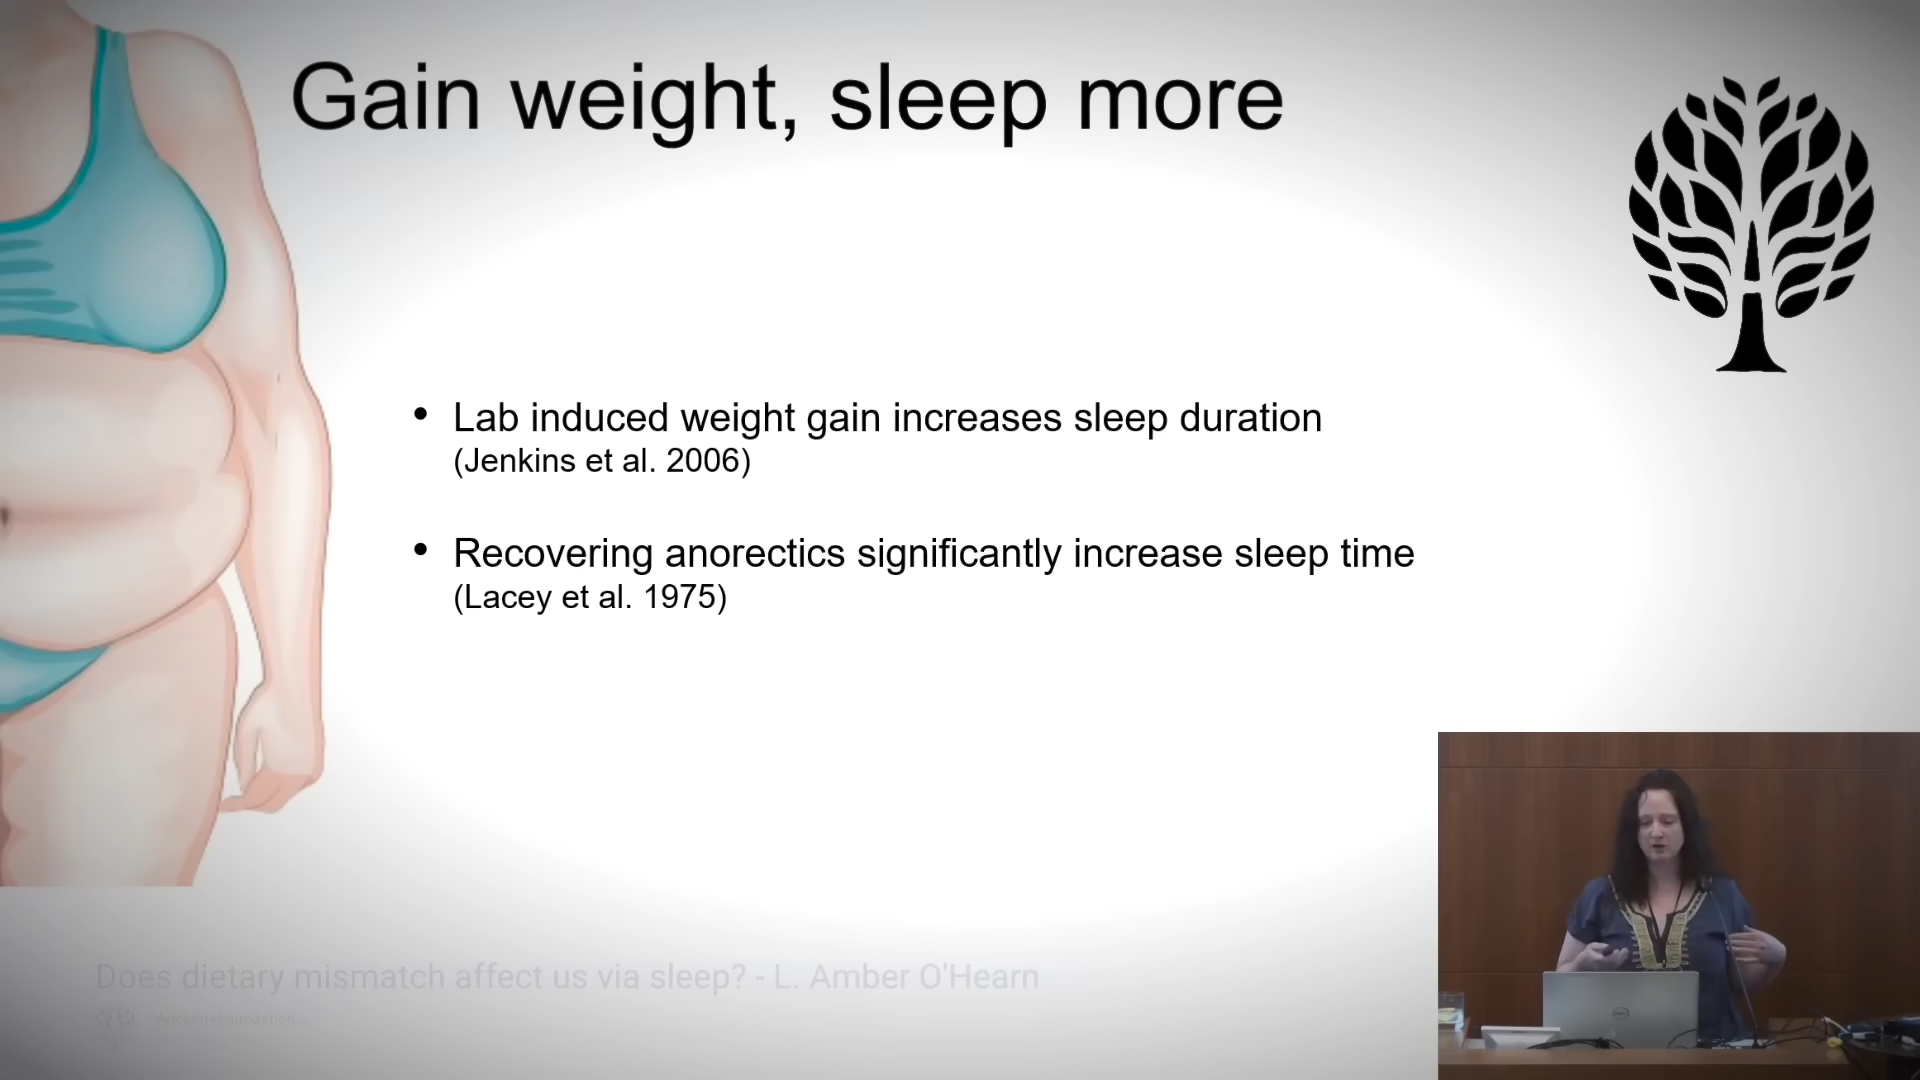 Gain weight, sleep more
• Lab induced weight gain increases sleep duration
(Jenkins et al. 2006)
• Recovering anorectics significantly increase sleep time
(Lacey et al. 1975)
Does dietary mismatch affect us via sleep? - L. Amber O'Hearn
AncestryFoundation